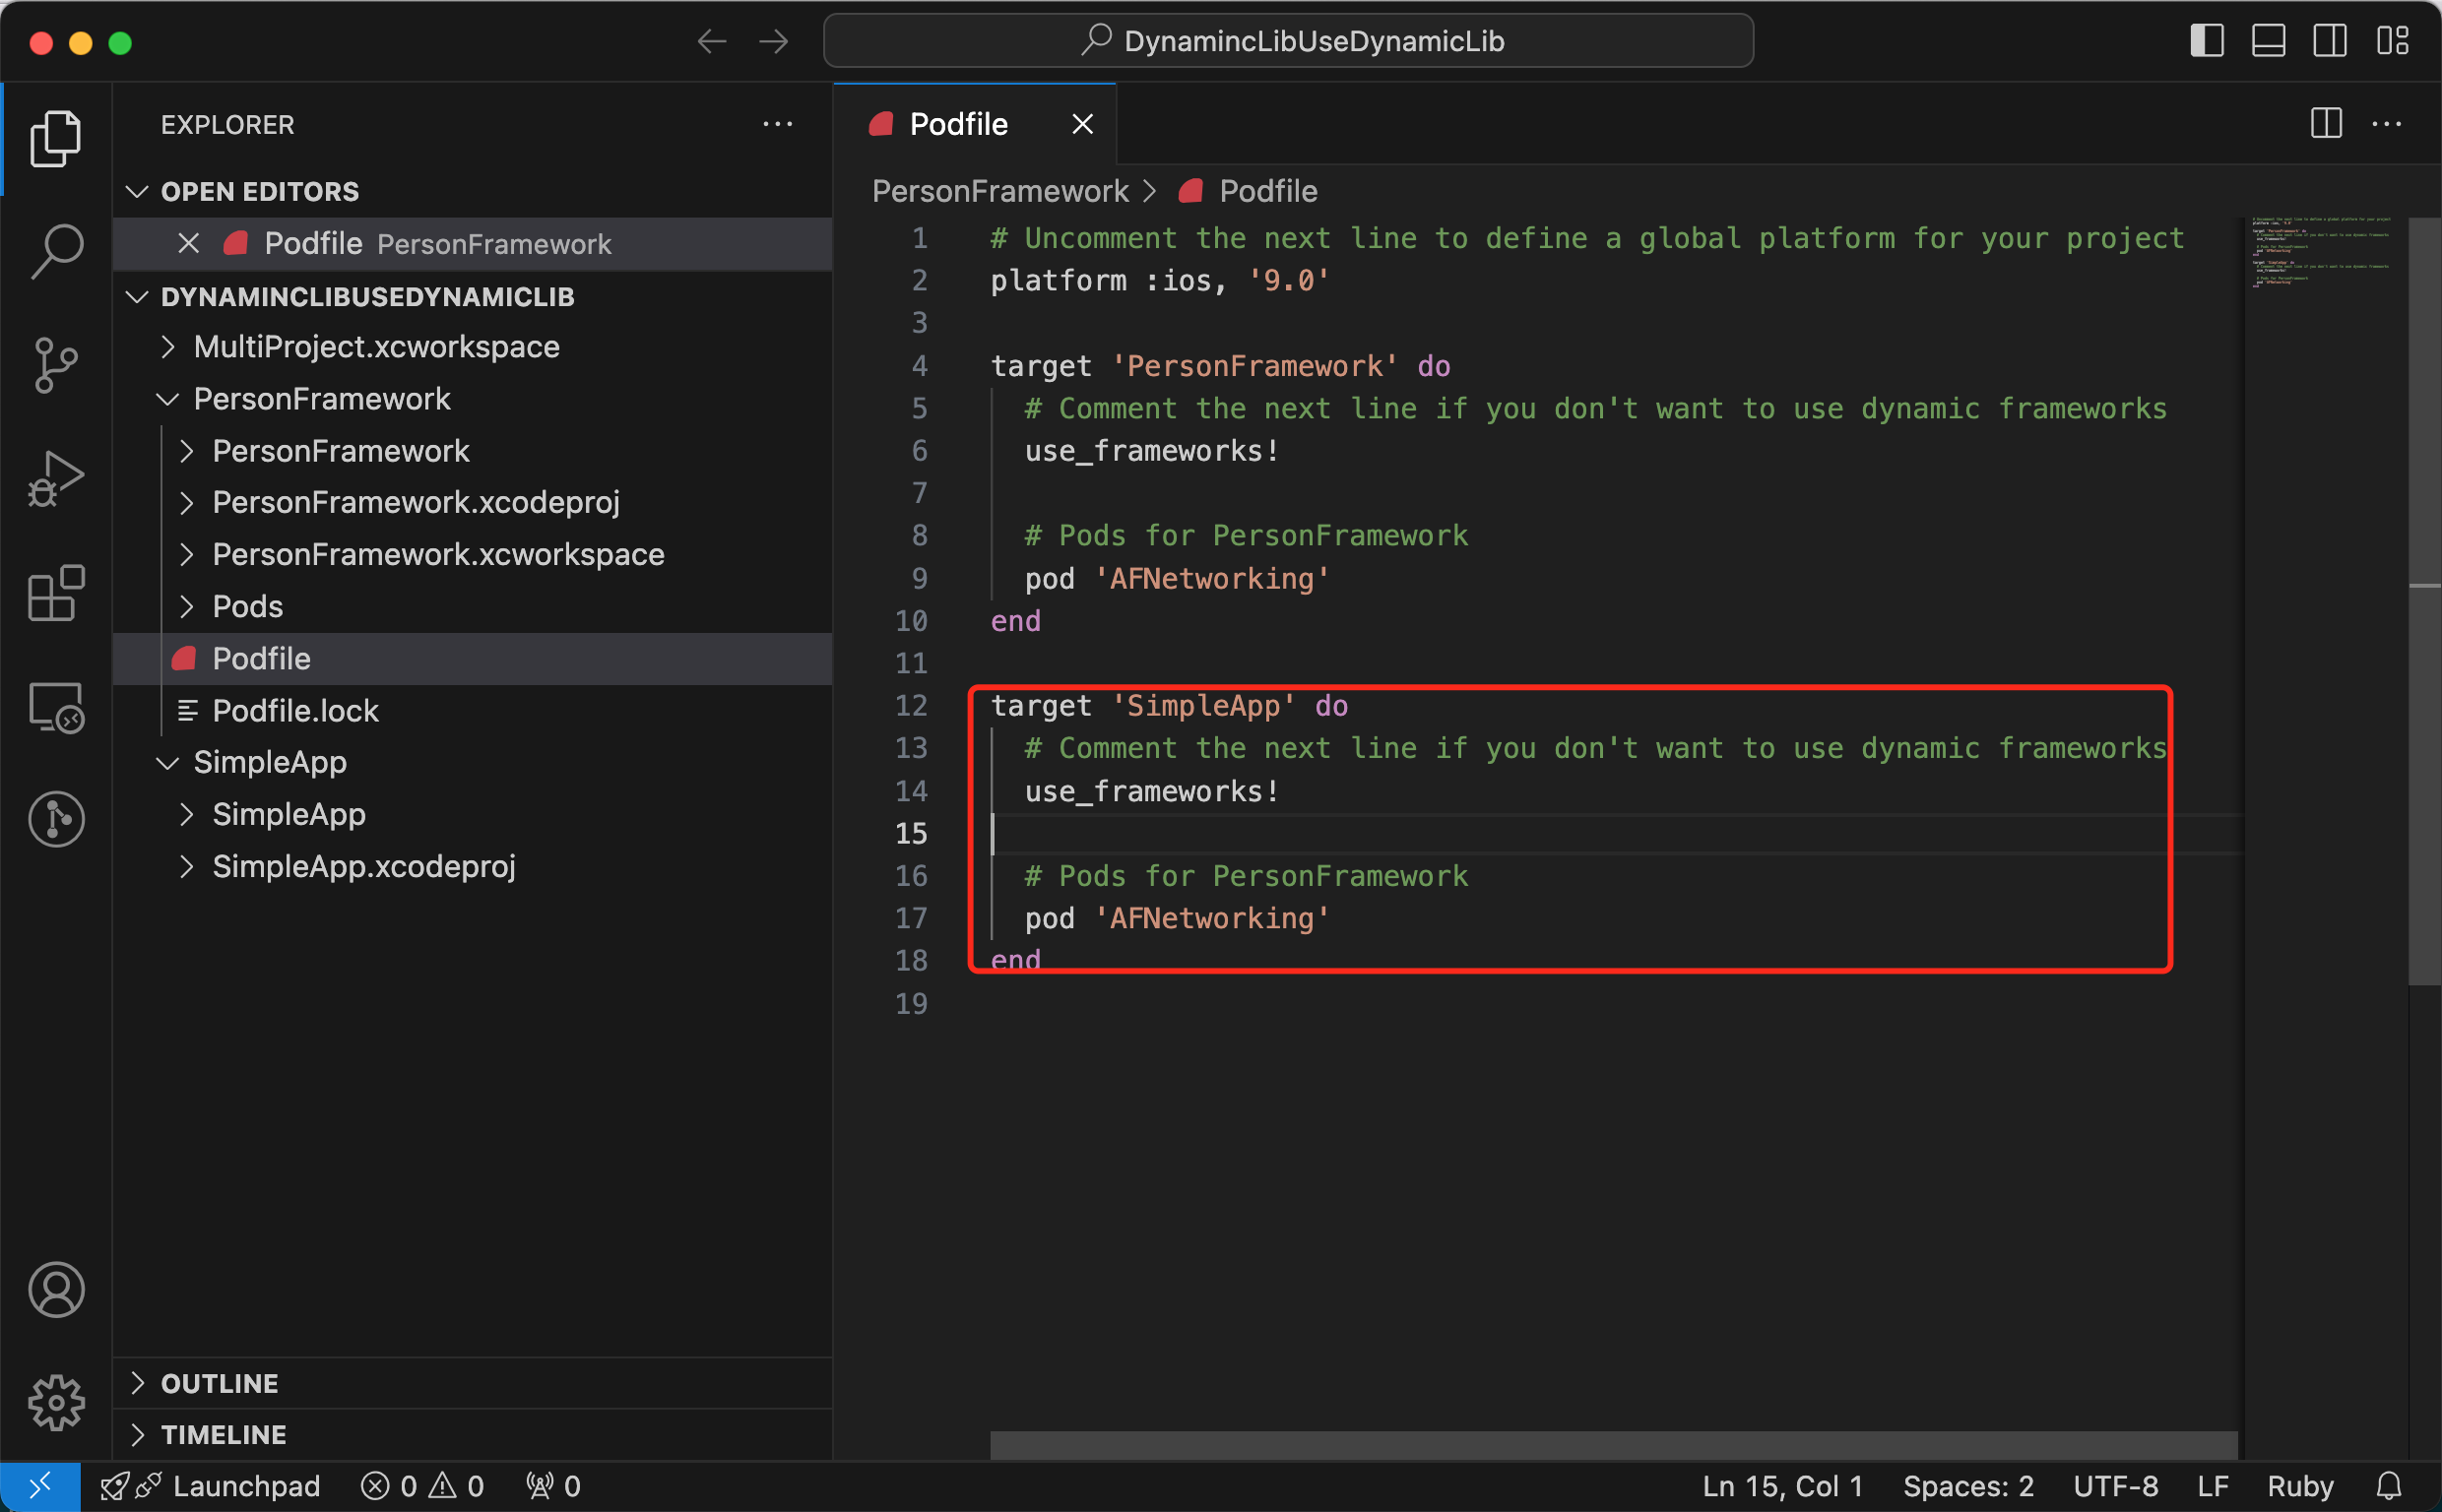 DynamincLibUseDynamicLib
EXPLORER
OPEN EDITORS
Podfile PersonFramework
DYNAMINCLIBUSEDYNAMICLIB
MultiProject.xcworkspace
PersonFramework
PersonFramework
PersonFramework.xcodeproj
PersonFramework.xcworkspace
Pods
Podfile
Podfile.lock
SimpleApp
SimpleApp
SimpleApp.xcodeproj
OUTLINE
TIMELINE
Podfile
PersonFramework > Podfile
1 # Uncomment the next line to define a global platform for your project
2 platform :ios, '9.0'
3
4 target 'PersonFramework' do
5 # Comment the next line if you don't want to use dynamic frameworks
6 use_frameworks!
7
8 # Pods for PersonFramework
9 pod 'AFNetworking'
10 end
11
12 target 'SimpleApp' do
13 # Comment the next line if you don't want to use dynamic frameworks
14 use_frameworks!
15
16 # Pods for PersonFramework
17 pod 'AFNetworking'
18 end
19
Launchpad 0 0 0 Ln 15, Col 1 Spaces: 2 UTF-8 LF Ruby